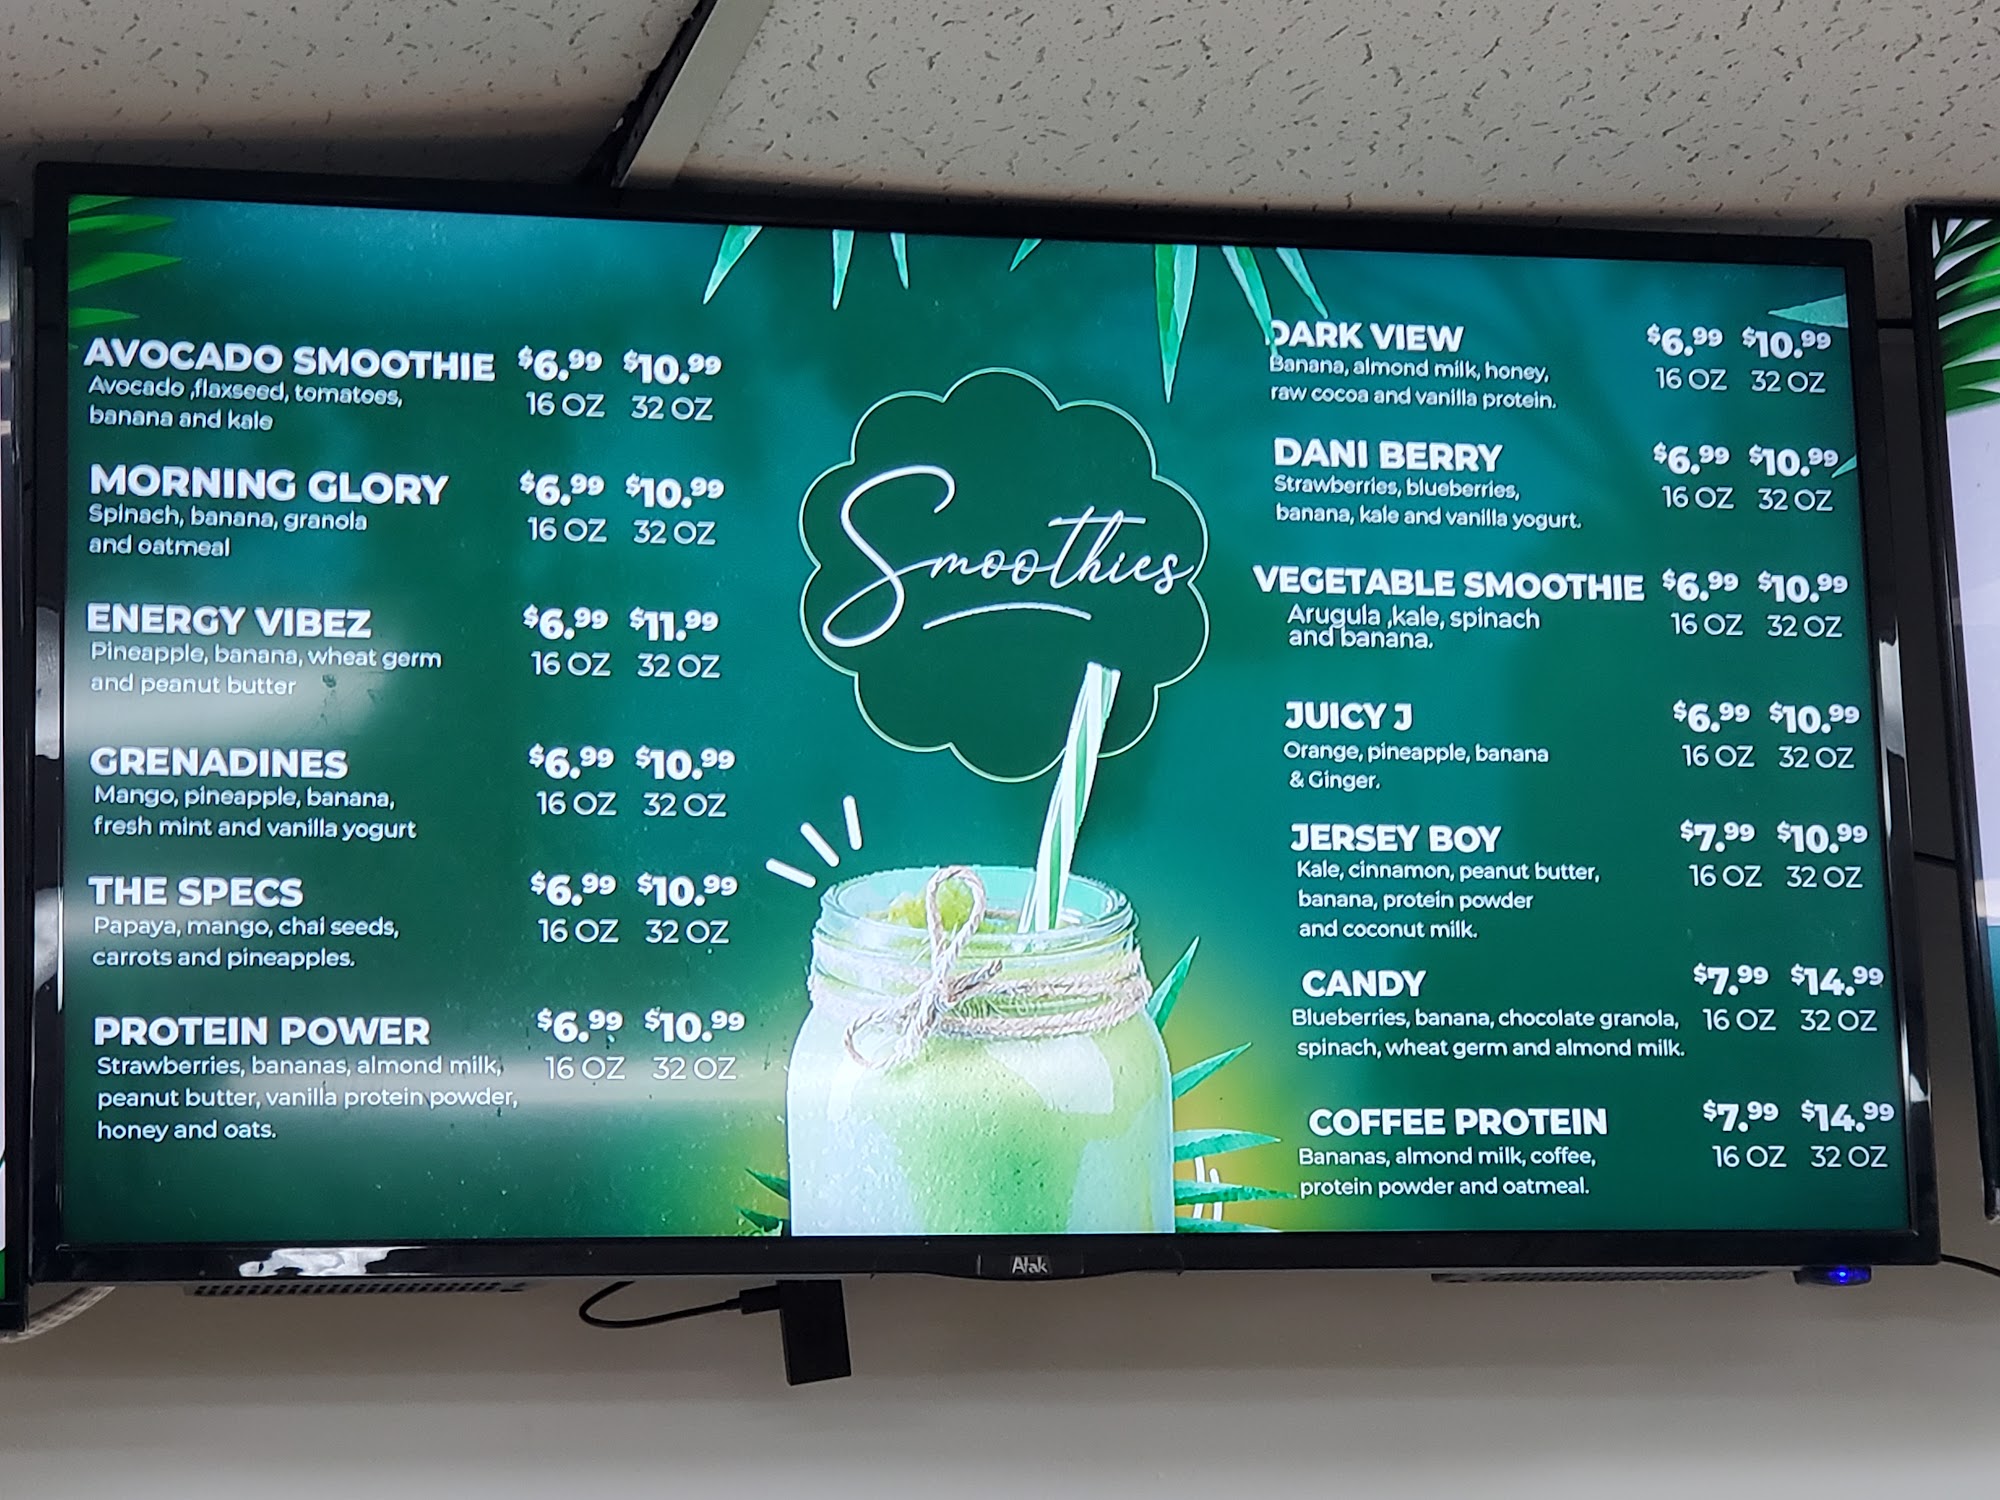 AVOCADO SMOOTHIE $6.99 $10.99
Avocado ,flaxseed, tomatoes, 16 OZ 32 OZ
banana and kale
MORNING GLORY $6.99 $10.99
Spinach, banana, granola 16 OZ 32 OZ
and oatmeal
ENERGY VIBEZ $6.99 $11.99
Pineapple, banana, wheat germ 16 OZ 32 OZ
and peanut butter
GRENADINES $6.99 $10.99
Mango, pineapple, banana, 16 OZ 32 OZ
fresh mint and vanilla yogurt
THE SPECS $6.99 $10.99
Papaya, mango, chai seeds, 16 OZ 32 OZ
carrots and pineapples.
PROTEIN POWER $6.99 $10.99
Strawberries, bananas, almond milk, 16 OZ 32 OZ
peanut butter, vanilla protein powder,
honey and oats.
Smoothies
DARK VIEW $6.99 $10.99
Banana, almond milk, honey, 16 OZ 32 OZ
raw cocoa and vanilla protein.
DANI BERRY $6.99 $10.99
Strawberries, blueberries, 16 OZ 32 OZ
banana, kale and vanilla yogurt.
VEGETABLE SMOOTHIE $6.99 $10.99
Arugula ,kale, spinach 16 OZ 32 OZ
and banana.
JUICY J $6.99 $10.99
Orange, pineapple, banana 16 OZ 32 OZ
& Ginger.
JERSEY BOY $7.99 $10.99
Kale, cinnamon, peanut butter, 16 OZ 32 OZ
banana, protein powder
and coconut milk.
CANDY $7.99 $14.99
Blueberries, banana, chocolate granola, 16 OZ 32 OZ
spinach, wheat germ and almond milk.
COFFEE PROTEIN $7.99 $14.99
Bananas, almond milk, coffee, 16 OZ 32 OZ
protein powder and oatmeal.